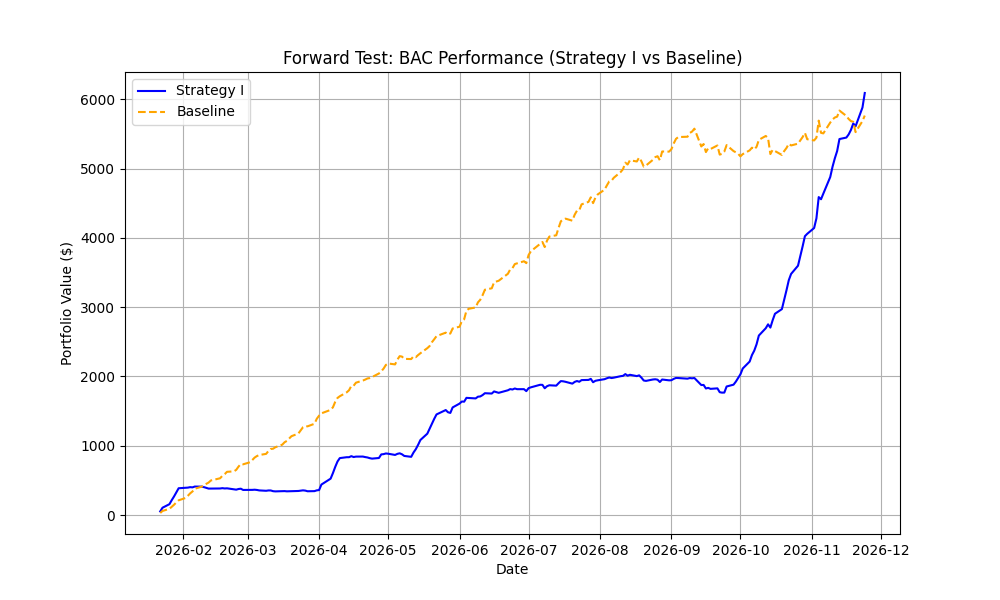 Forward Test: BAC Performance (Strategy I vs Baseline)
Strategy I
Baseline
Portfolio Value ($)
6000
5000
4000
3000
2000
1000
0
2026-02 2026-03 2026-04 2026-05 2026-06 2026-07 2026-08 2026-09 2026-10 2026-11 2026-12
Date